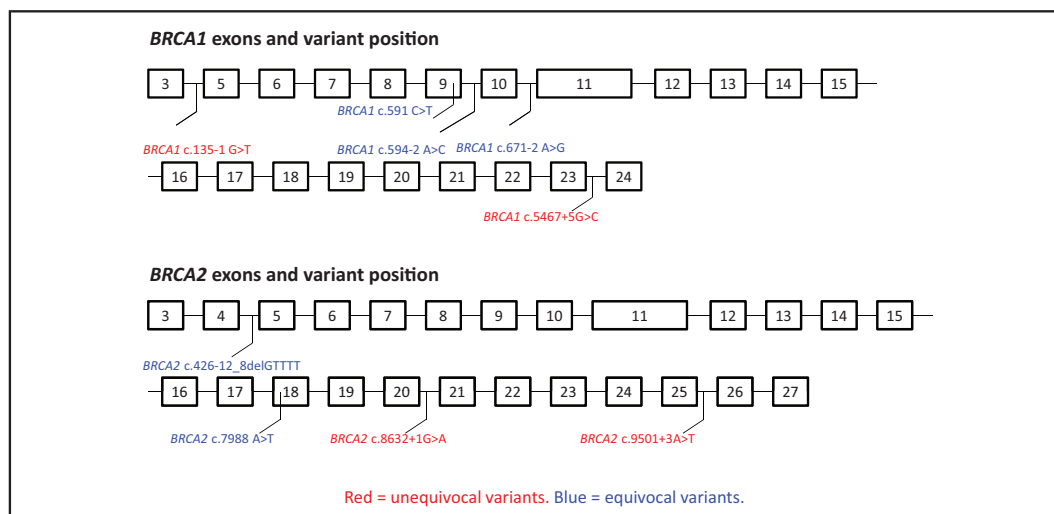 BRCA1 exons and variant position
3 5 6 7 8 9 10 11 12 13 14 15
BRCA1 c.591 C>T
BRCA1 c.135-1 G>T BRCA1 c.594-2 A>C BRCA1 c.671-2 A>G
16 17 18 19 20 21 22 23 24
BRCA1 c.5467+5G>C
BRCA2 exons and variant position
3 4 5 6 7 8 9 10 11 12 13 14 15
BRCA2 c.426-12_8delGTTTT
16 17 18 19 20 21 22 23 24 25 26 27
BRCA2 c.7988 A>T BRCA2 c.8632+1G>A BRCA2 c.9501+3A>T
Red = unequivocal variants. Blue = equivocal variants.